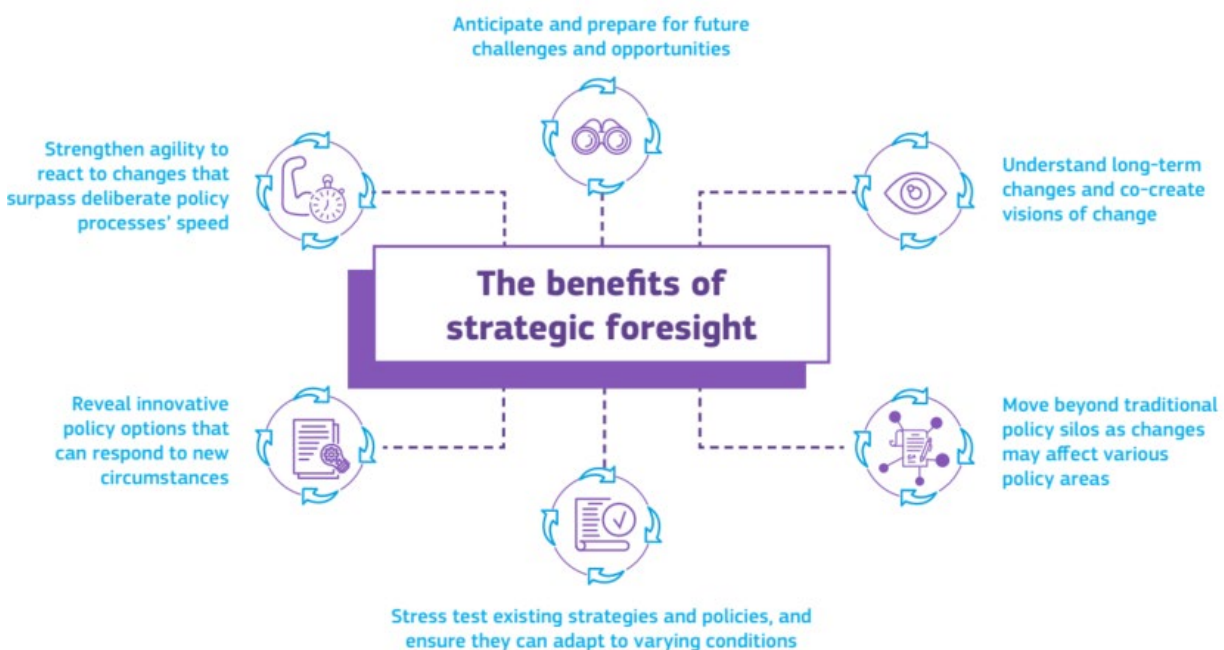 Anticipate and prepare for future
challenges and opportunities
Strengthen agility to
react to changes that
surpass deliberate policy
processes' speed
Understand long-term
changes and co-create
visions of change
The benefits of
strategic foresight
Reveal innovative
policy options that
can respond to new
circumstances
Move beyond traditional
policy silos as changes
may affect various
policy areas
Stress test existing strategies and policies, and
ensure they can adapt to varying conditions